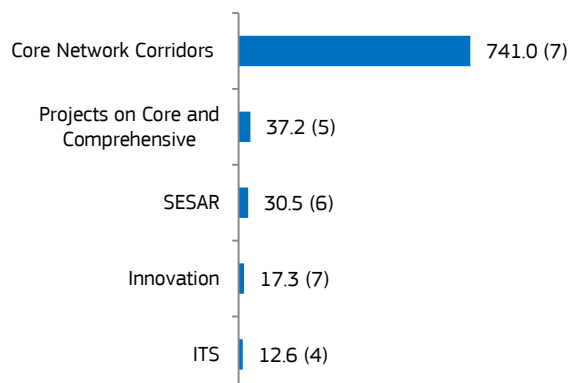 Core Network Corridors 741.0 (7)
Projects on Core and
Comprehensive 37.2 (5)
SESAR 30.5 (6)
Innovation 17.3 (7)
ITS 12.6 (4)